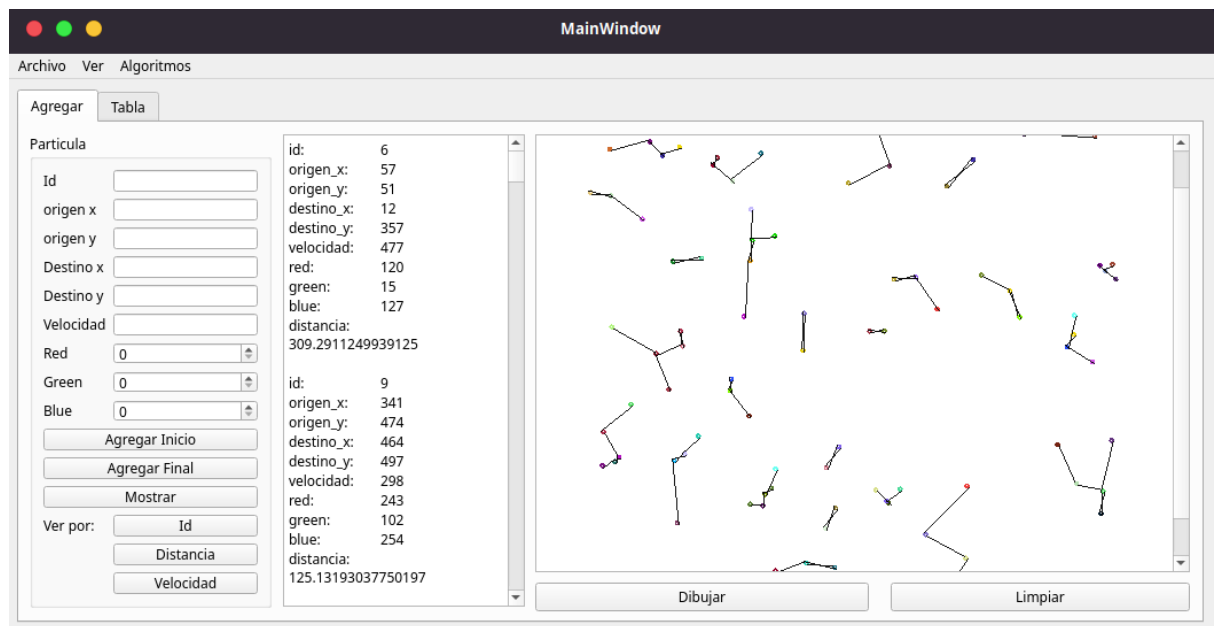 MainWindow
Archivo Ver Algoritmos
Agregar Tabla
Particula
Id
origen x
origen y
Destino x
Destino y
Velocidad
Red 0
Green 0
Blue 0
Agregar Inicio
Agregar Final
Mostrar
Ver por: Id
Distancia
Velocidad
id: 6
origen_x: 57
origen_y: 51
destino_x: 12
destino_y: 357
velocidad: 477
red: 120
green: 15
blue: 127
distancia:
309.2911249939125
id: 9
origen_x: 341
origen_y: 474
destino_x: 464
destino_y: 497
velocidad: 298
red: 243
green: 102
blue: 254
distancia:
125.13193037750197
Dibujar Limpiar